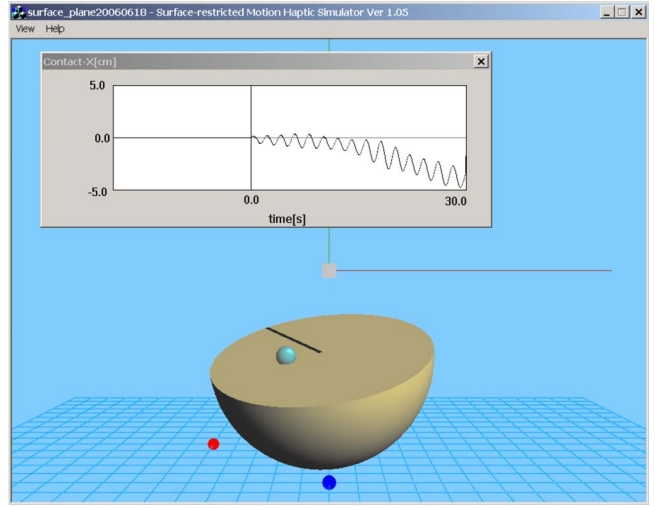 surface_plane20060618 - Surface-restricted Motion Haptic Simulator Ver 1.05
View Help
Contact-X[cm]
5.0
0.0
-5.0
0.0 30.0
time[s]